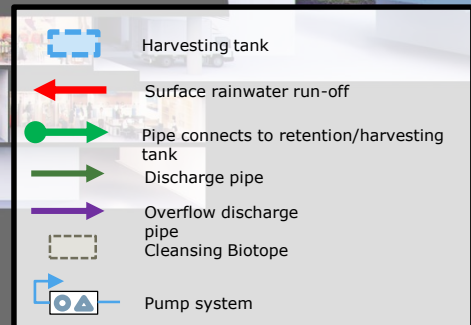 Harvesting tank
Surface rainwater run-off
Pipe connects to retention/harvesting
tank
Discharge pipe
Overflow discharge
pipe
Cleansing Biotope
Pump system